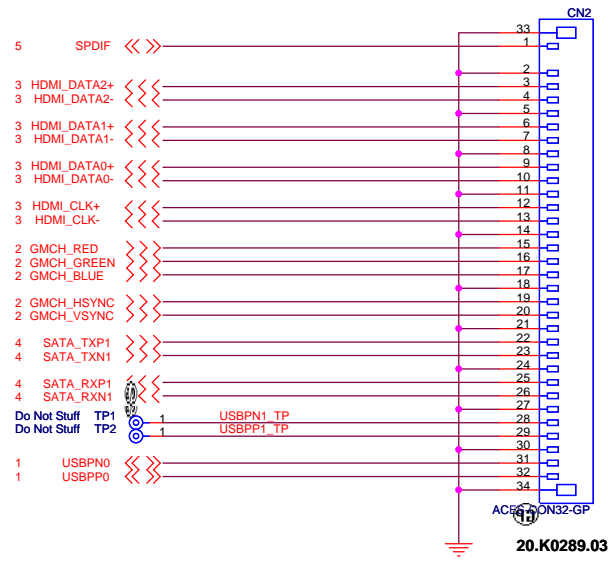 CN2
33
5 SPDIF 1
2
3 HDMI_DATA2+ 3
3 HDMI_DATA2- 4
5
3 HDMI_DATA1+ 6
3 HDMI_DATA1- 7
8
3 HDMI_DATA0+ 9
3 HDMI_DATA0- 10
11
3 HDMI_CLK+ 12
3 HDMI_CLK- 13
14
2 GMCH_RED 15
2 GMCH_GREEN 16
2 GMCH_BLUE 17
18
2 GMCH_HSYNC 19
2 GMCH_VSYNC 20
21
4 SATA_TXP1 22
4 SATA_TXN1 23
24
4 SATA_RXP1 25
4 SATA_RXN1 26
27
Do Not Stuff TP1 1 USBPN1_TP 28
Do Not Stuff TP2 1 USBPP1_TP 29
30
1 USBPN0 31
1 USBPP0 32
34
ACES-CON32-GP
20.K0289.03